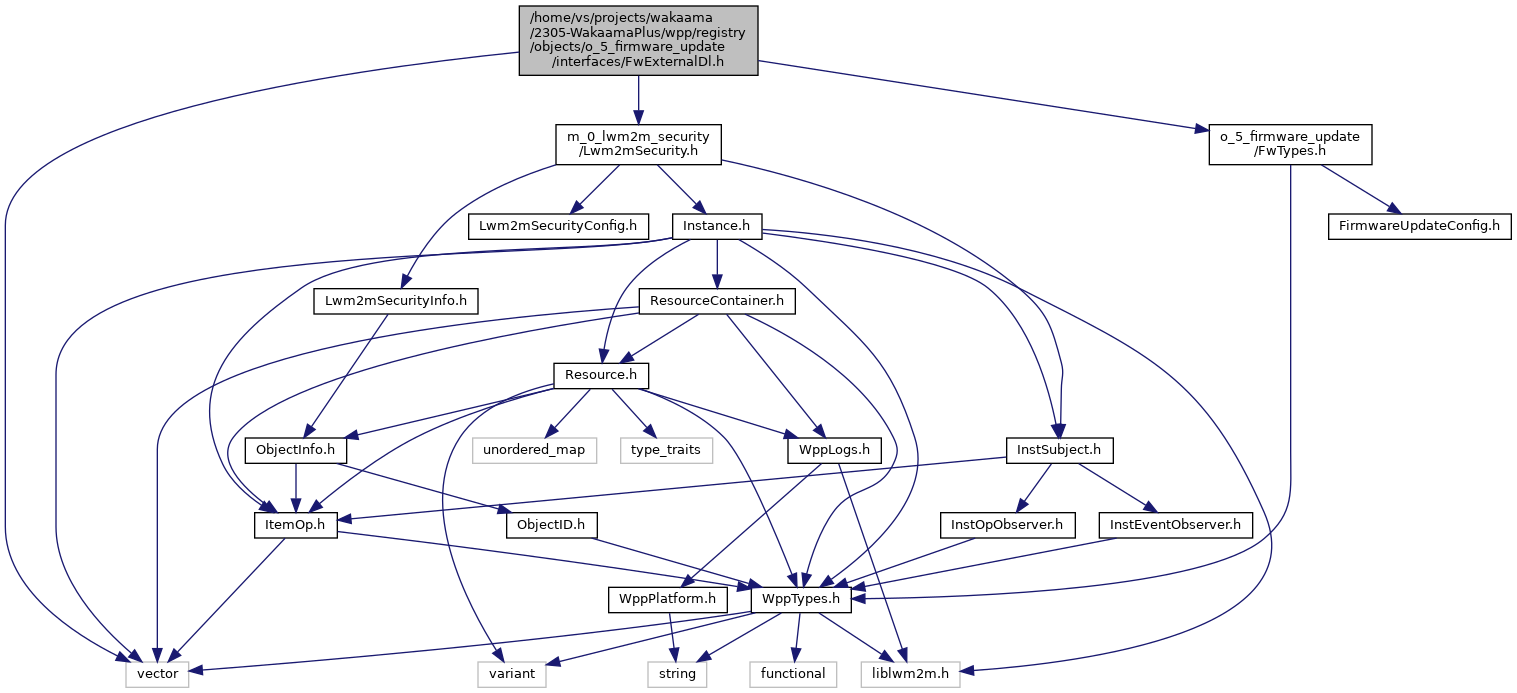 /home/vs/projects/wakaama
/2305-WakaamaPlus/wpp/registry
/objects/o_5_firmware_update
/interfaces/FwExternalDl.h
m_0_lwm2m_security
/Lwm2mSecurity.h
o_5_firmware_update
/FwTypes.h
Lwm2mSecurityConfig.h
Instance.h
FirmwareUpdateConfig.h
Lwm2mSecurityInfo.h
ResourceContainer.h
Resource.h
ObjectInfo.h
unordered_map
type_traits
WppLogs.h
InstSubject.h
ItemOp.h
ObjectID.h
InstOpObserver.h
InstEventObserver.h
WppPlatform.h
WppTypes.h
vector
variant
string
functional
liblwm2m.h